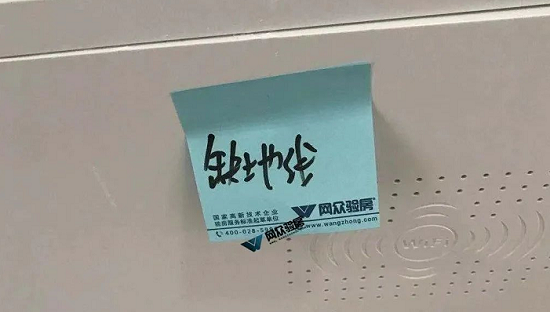 缺地线
网众验房
国家高新技术企业
验房服务标准起草单位
www.wangzhong.com
400-028-5
网众验房
WiFi